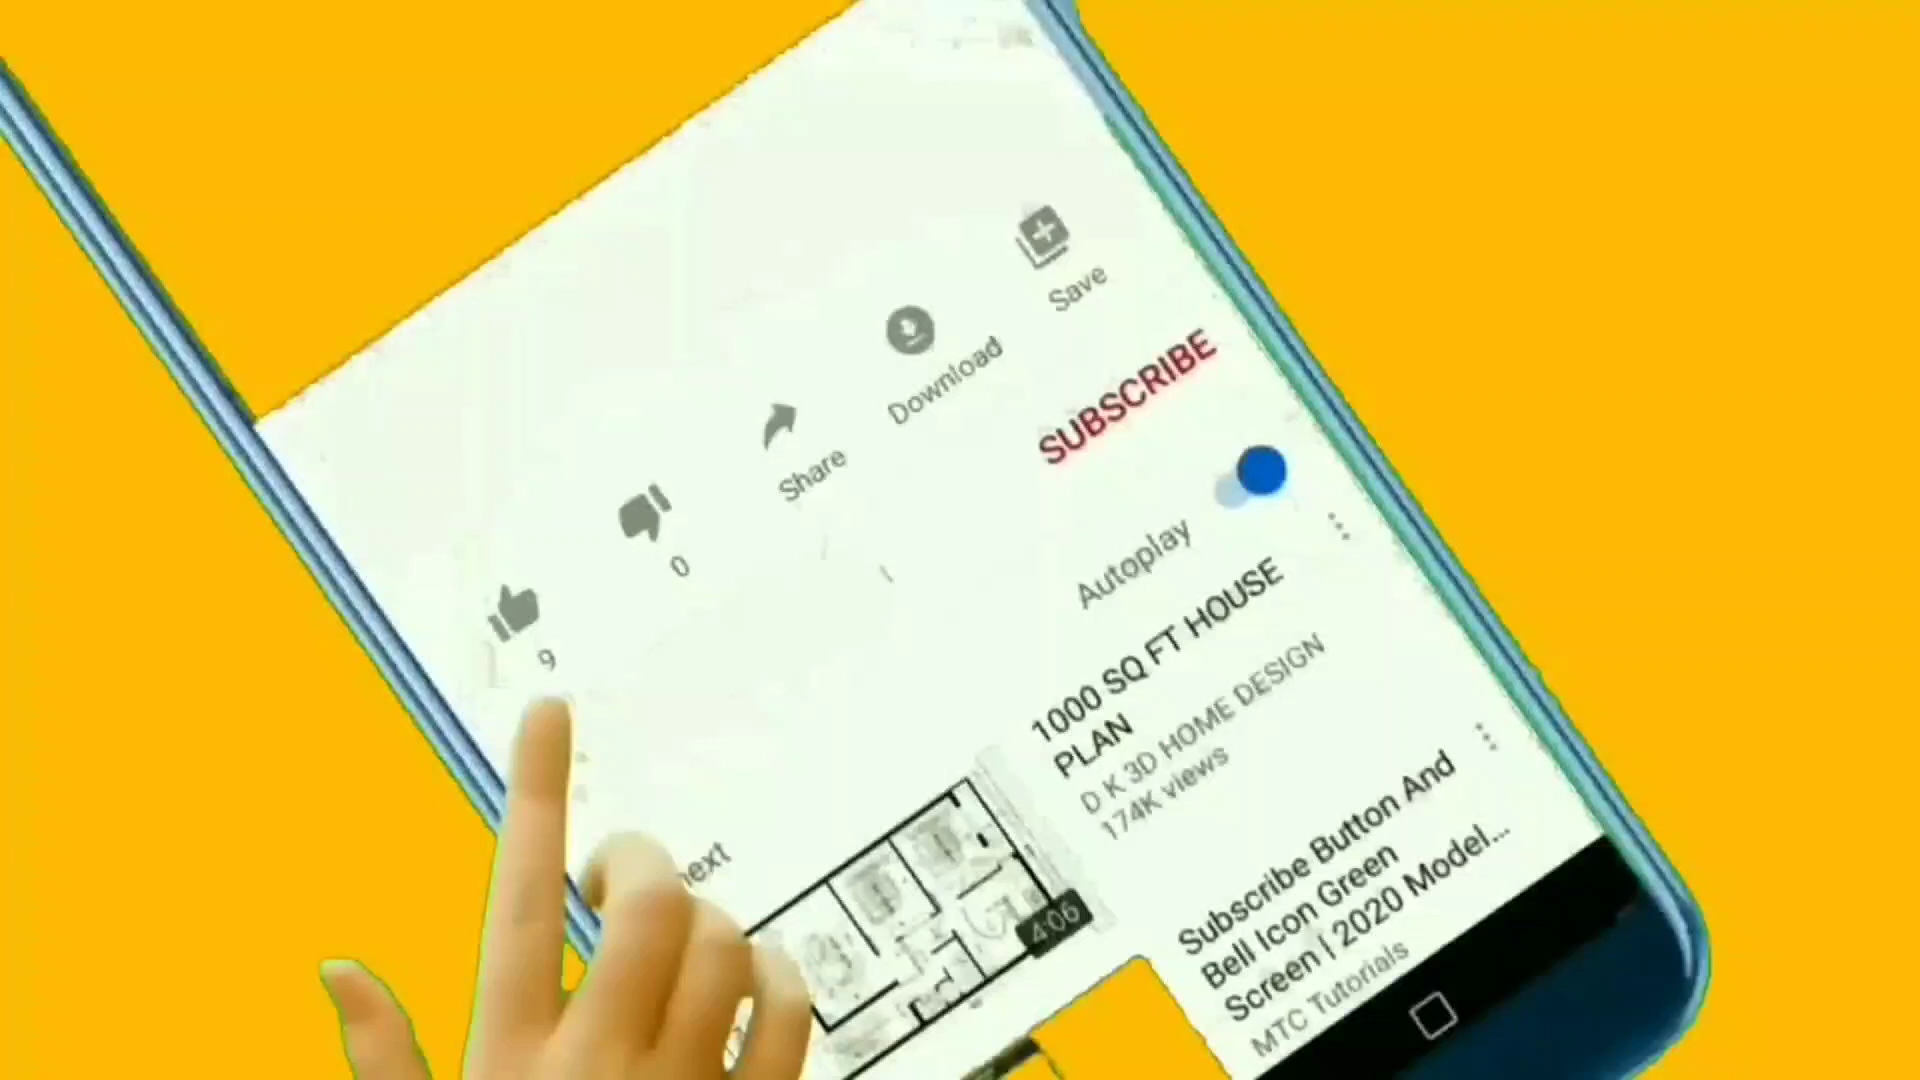 9
0
Share
Download
Save
SUBSCRIBE
Autoplay
next
4:06
1000 SQ FT HOUSE
PLAN
D K 3D HOME DESIGN
174K views
Subscribe Button And
Bell Icon Green
Screen | 2020 Model...
MTC Tutorials